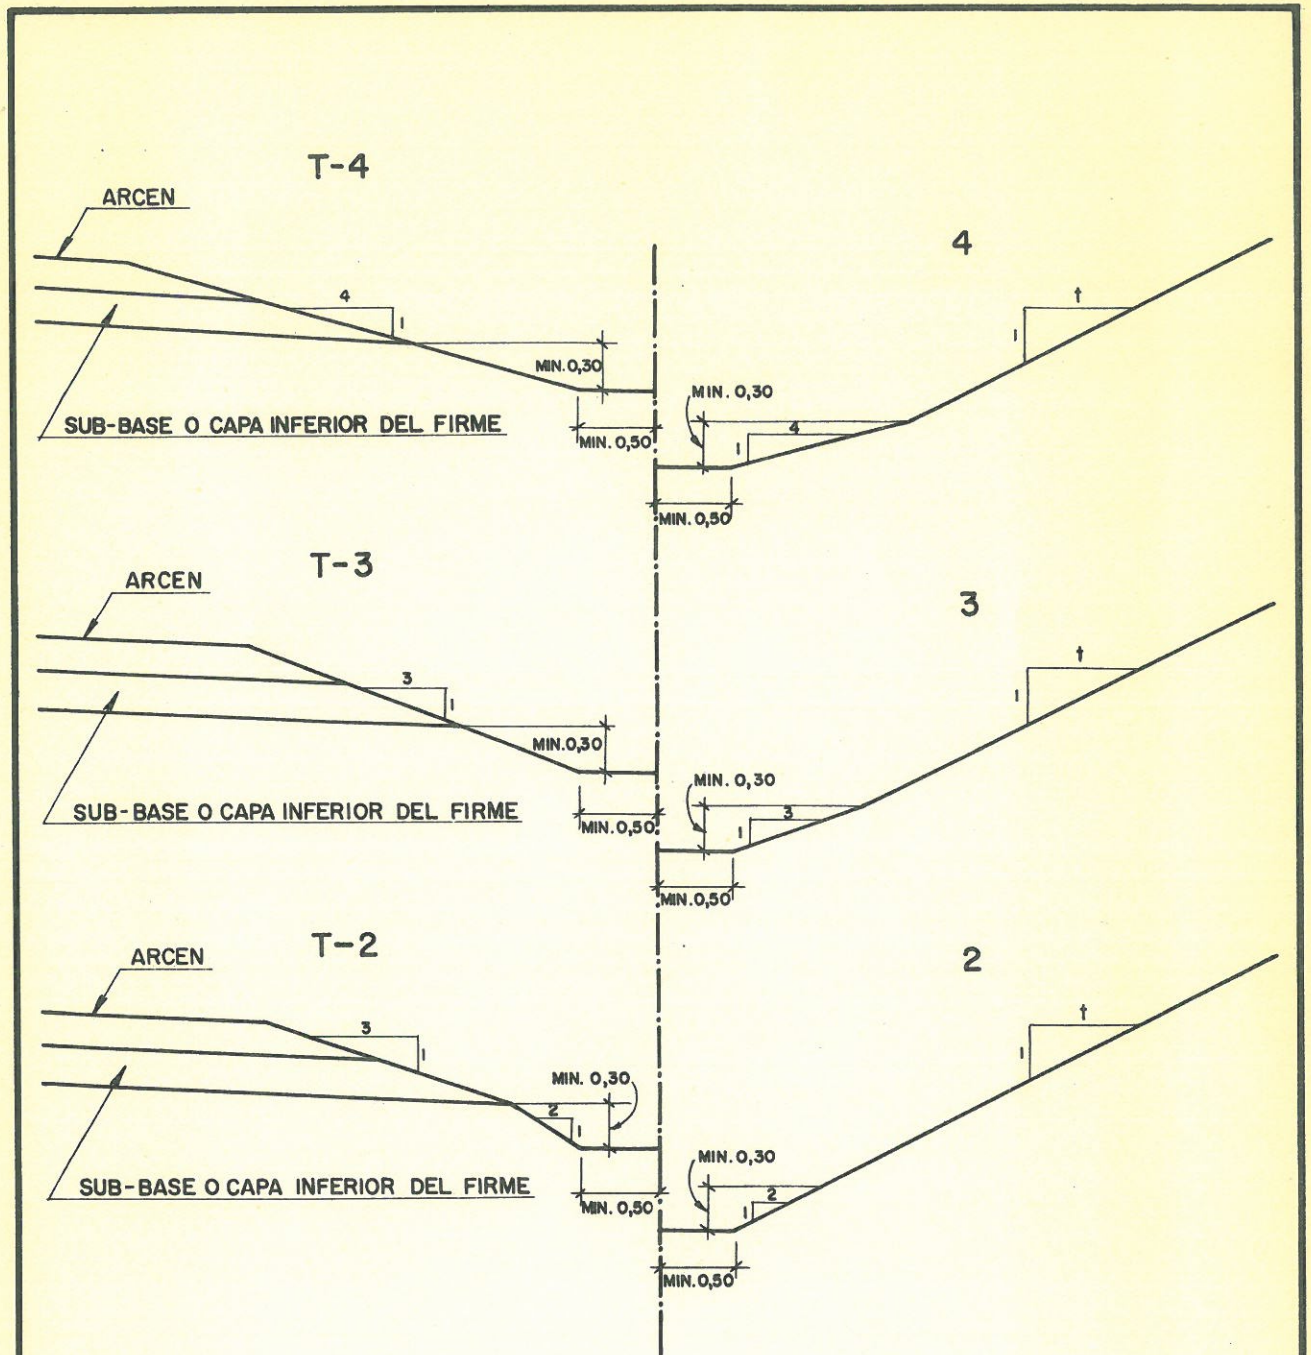 T-4
ARCEN
4
4
1
t
1
MIN. 0,30
MIN. 0,30
SUB-BASE O CAPA INFERIOR DEL FIRME
MIN. 0,50
4
1
MIN. 0,50
T-3
ARCEN
3
3
1
t
1
MIN. 0,30
MIN. 0,30
SUB-BASE O CAPA INFERIOR DEL FIRME
MIN. 0,50
3
1
MIN. 0,50
T-2
ARCEN
2
3
1
t
1
MIN. 0,30
2
1
MIN. 0,30
SUB-BASE O CAPA INFERIOR DEL FIRME
MIN. 0,50
2
1
MIN. 0,50